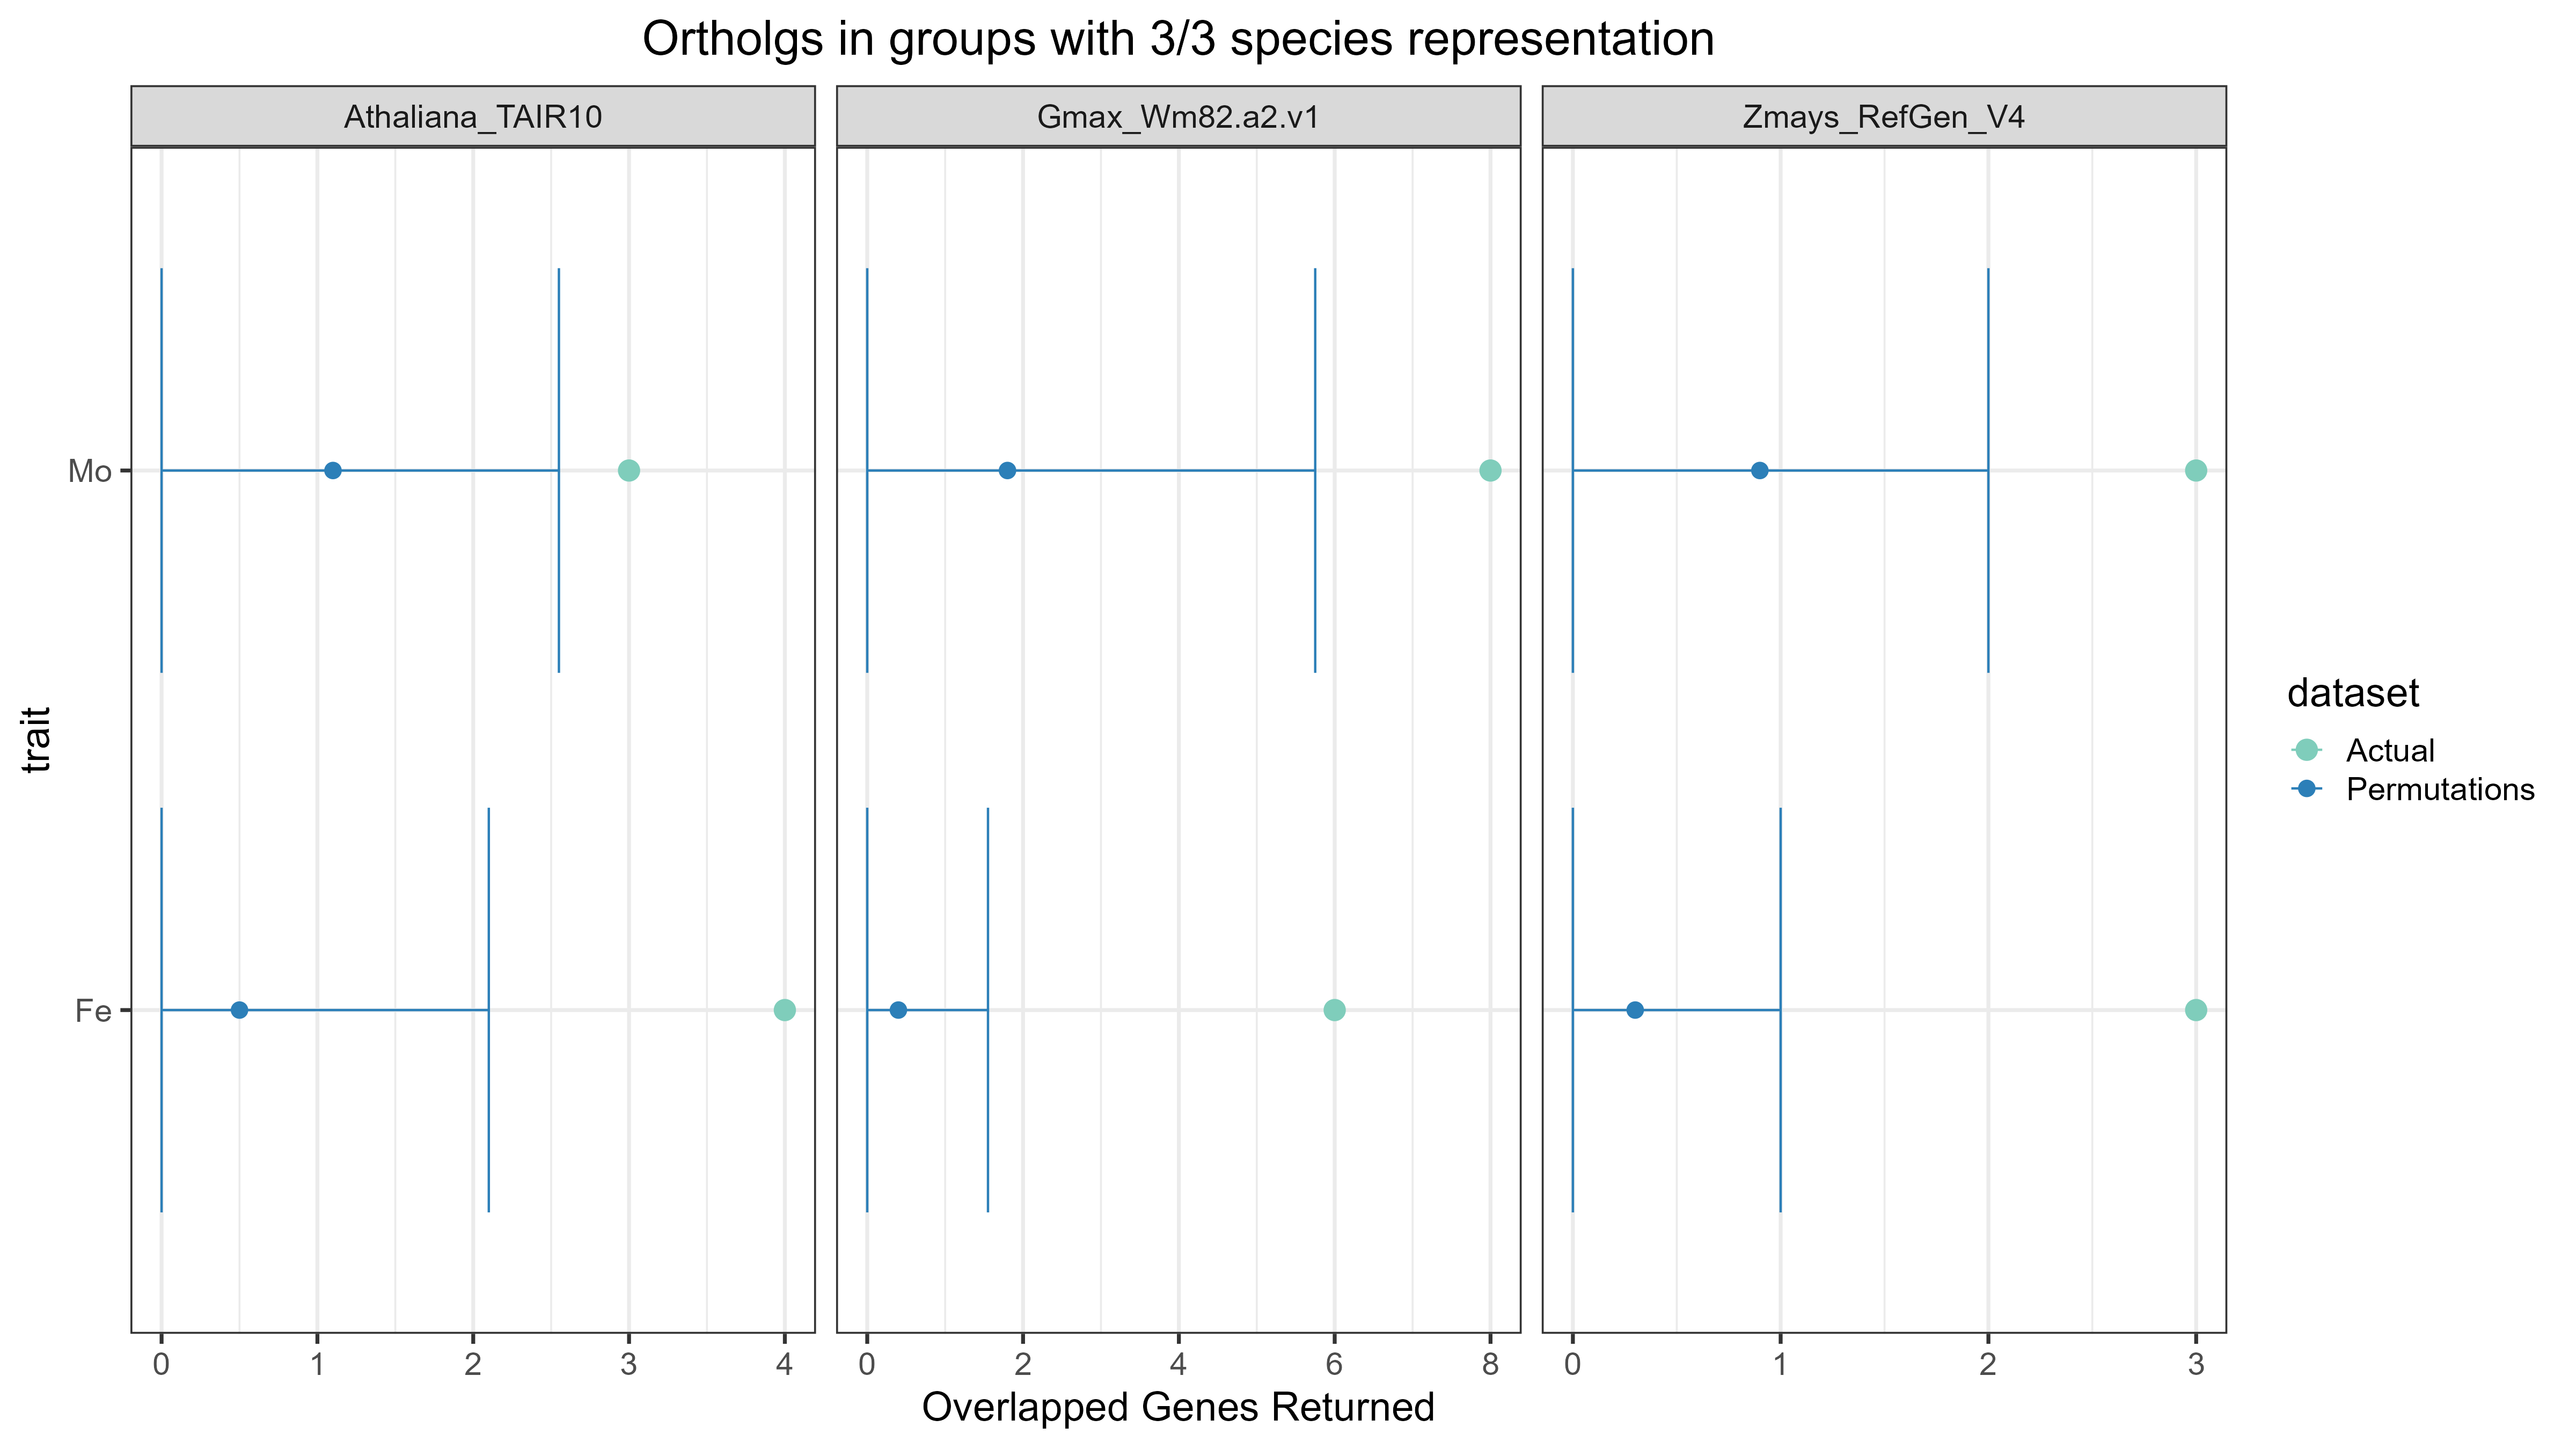 Ortholgs in groups with 3/3 species representation
Athaliana_TAIR10
Gmax_Wm82.a2.v1
Zmays_RefGen_V4
trait
Mo
Fe
0 1 2 3 4
0 2 4 6 8
0 1 2 3
Overlapped Genes Returned
dataset
Actual
Permutations